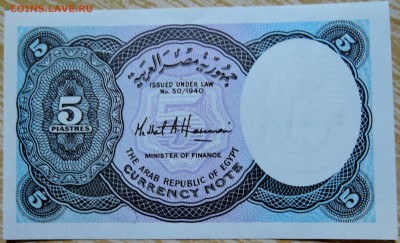 COINS.LAVE.RU
5 5
جمهورية مصر العربية
ISSUED UNDER LAW
No. 50/1940
5
PIASTRES
5
MINISTER OF FINANCE
THE ARAB REPUBLIC OF EGYPT
CURRENCY NOTE
5 5